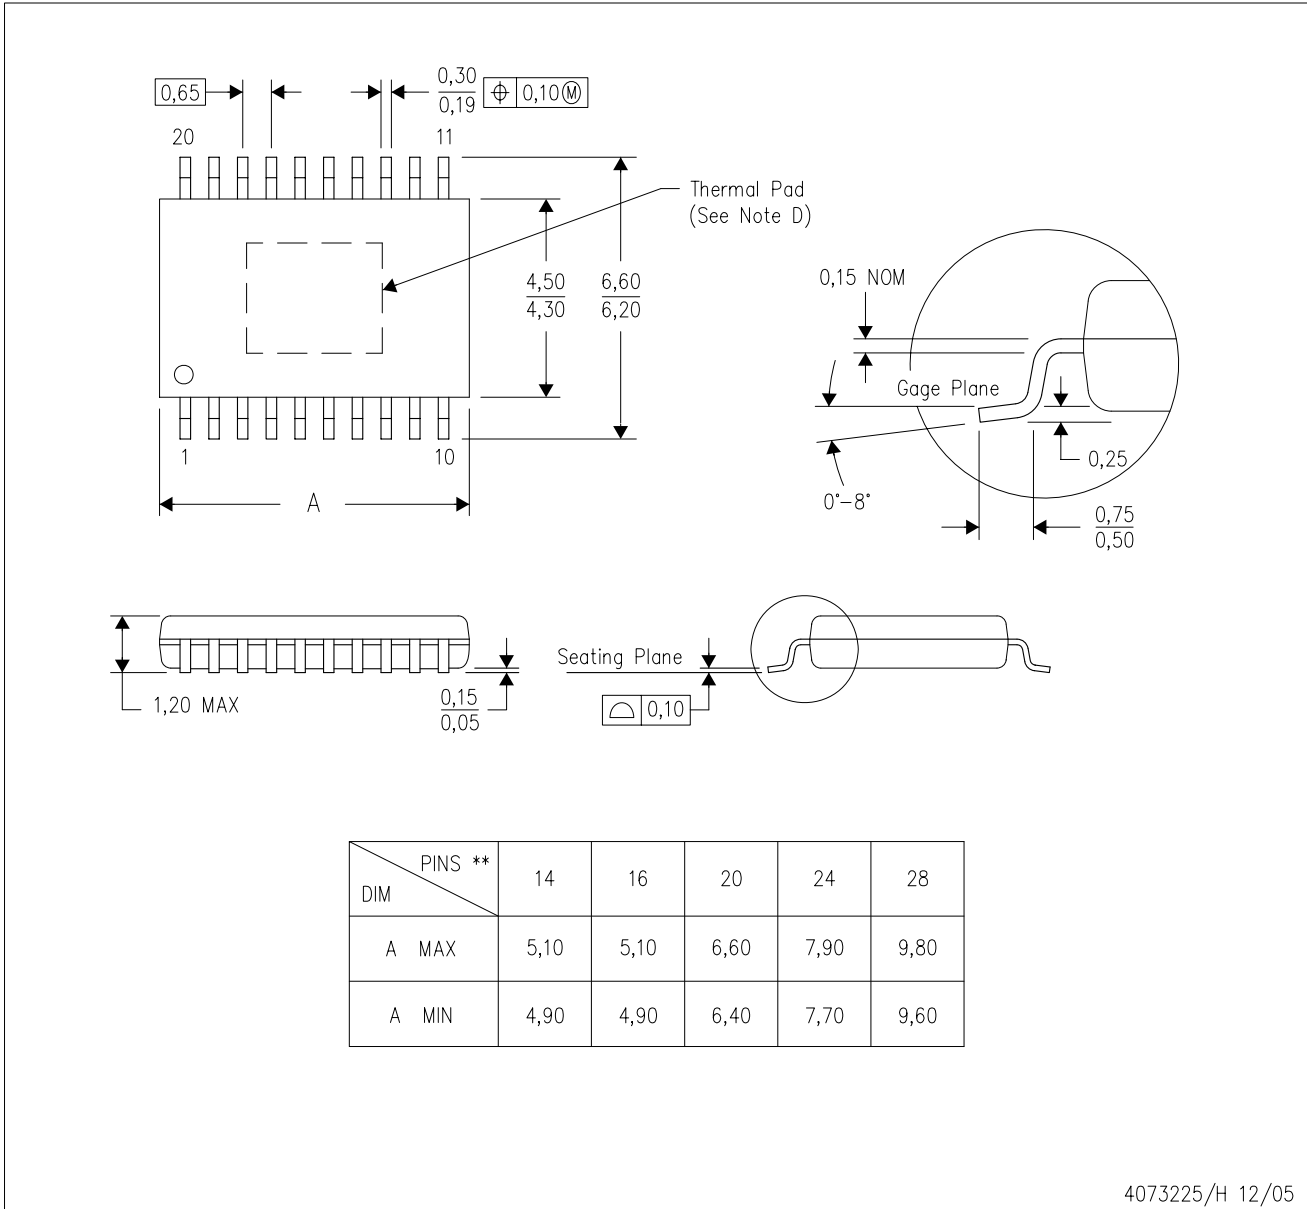 0,65
0,30
0,19
0,10 Ⓜ
20
11
Thermal Pad
(See Note D)
4,50
4,30
6,60
6,20
1
10
A
0,15 NOM
Gage Plane
0,25
0°–8°
0,75
0,50
1,20 MAX
0,15
0,05
Seating Plane
0,10
PINS **
DIM
14 16 20 24 28
A MAX 5,10 5,10 6,60 7,90 9,80
A MIN 4,90 4,90 6,40 7,70 9,60
4073225/H 12/05